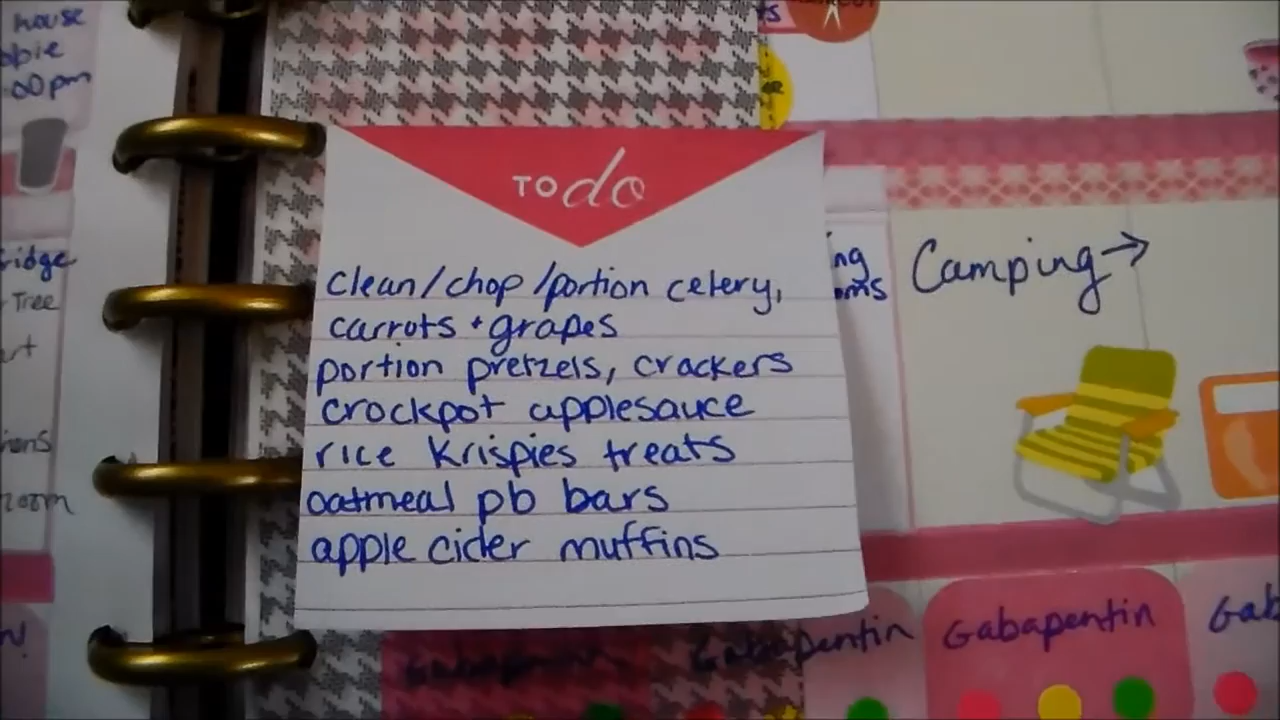 house
00pm
TO do
clean/chop/portion celery,
carrots + grapes
portion pretzels, crackers
crockpot applesauce
rice Krispies treats
oatmeal pb bars
apple cider muffins
Camping →
Tree
Gabapentin
Gabapentin